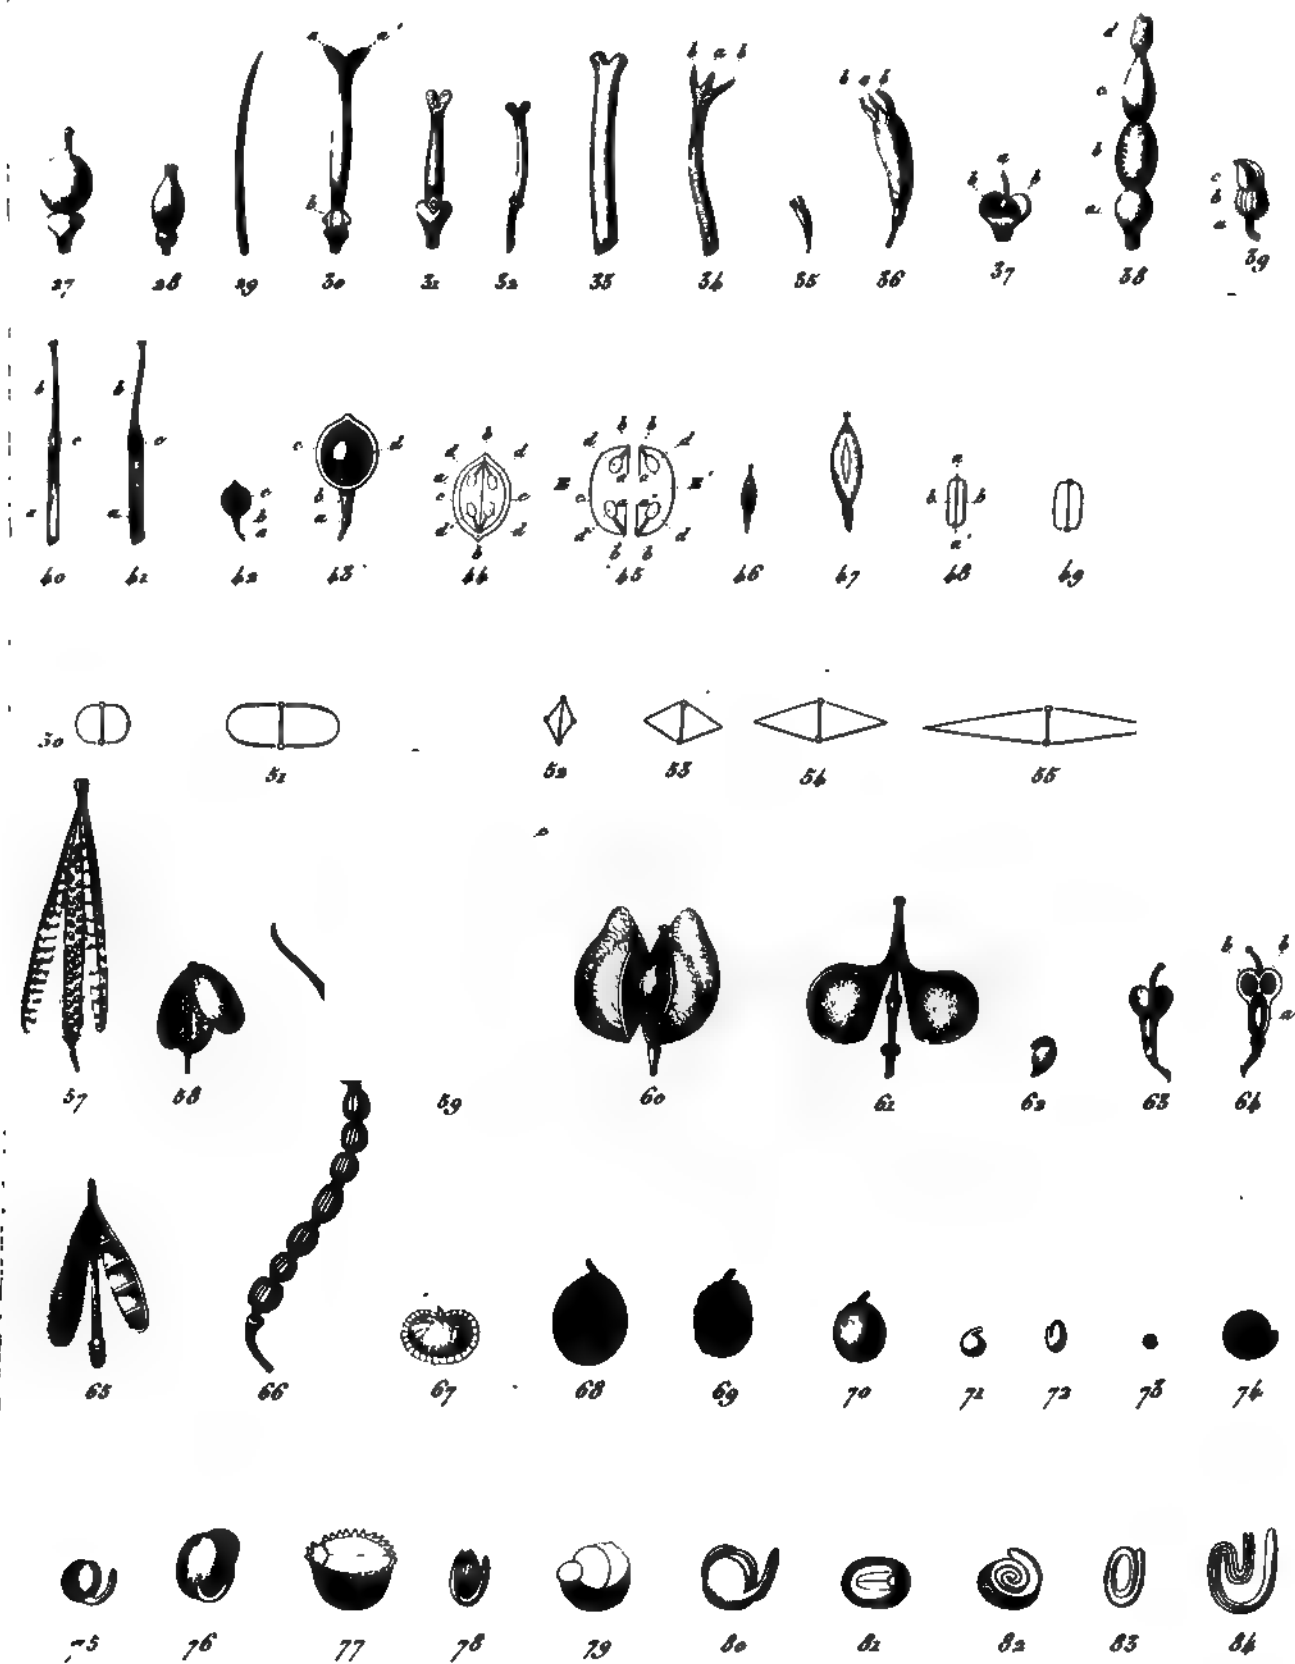 a a' b a b d
b a b c
b b a b b a c b a
27 28 29 30 31 32 33 34 35 36 37 38 39
b c a b c a
c b a c d b a
b d d a c c d d b
b b d d a a c a a' d d b b
a b b a'
40 41 42 43 44 45 46 47 48 49
30 51 52 53 54 55
b b a
57 58 59 60 61 62 63 64
65 66 67 68 69 70 71 72 73 74
75 76 77 78 79 80 81 82 83 84